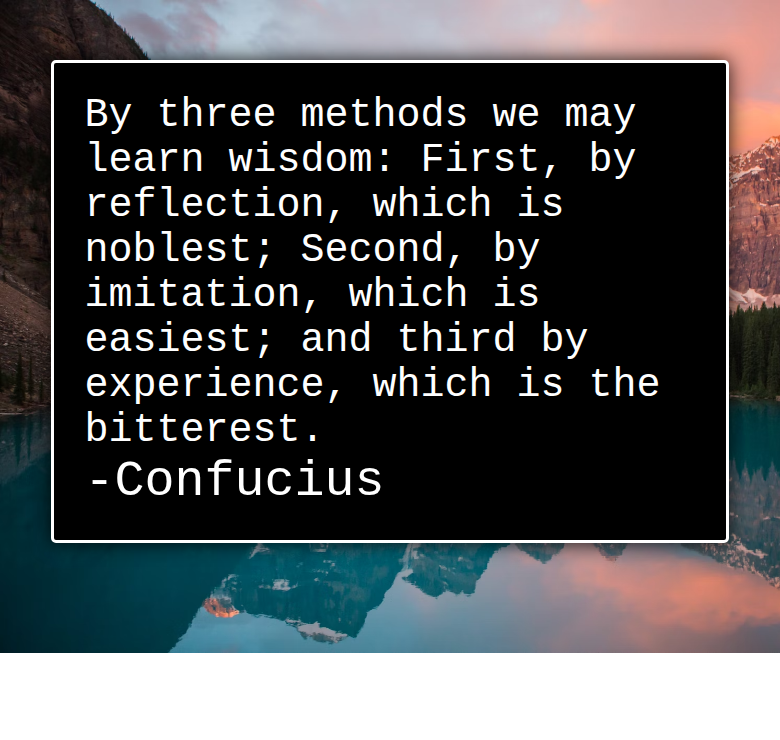 By three methods we may
learn wisdom: First, by
reflection, which is
noblest; Second, by
imitation, which is
easiest; and third by
experience, which is the
bitterest.
-Confucius